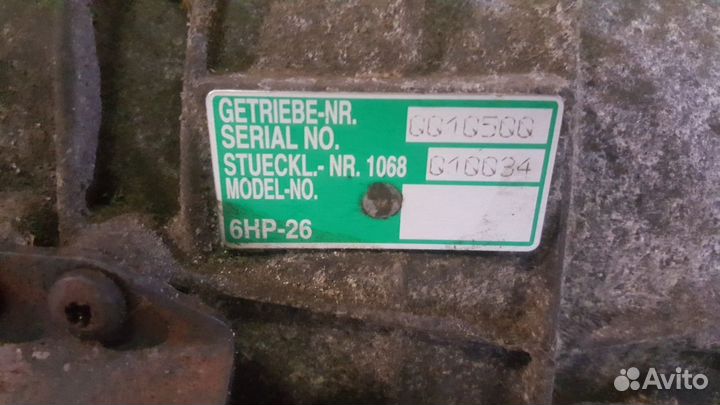 GETRIEBE-NR.
SERIAL NO. 0010500
STUECKL.- NR. 1068 010034
MODEL-NO.
6HP-26
Avito